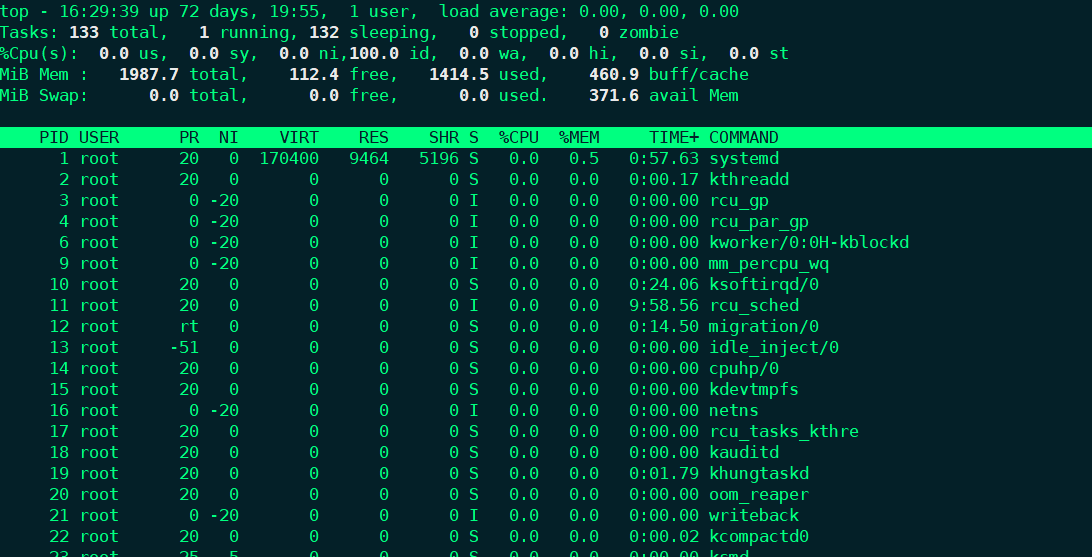 top - 16:29:39 up 72 days, 19:55,  1 user,  load average: 0.00, 0.00, 0.00
Tasks: 133 total,   1 running, 132 sleeping,   0 stopped,   0 zombie
%Cpu(s):  0.0 us,  0.0 sy,  0.0 ni,100.0 id,  0.0 wa,  0.0 hi,  0.0 si,  0.0 st
MiB Mem :   1987.7 total,    112.4 free,   1414.5 used,    460.9 buff/cache
MiB Swap:      0.0 total,      0.0 free,      0.0 used.    371.6 avail Mem
PID USER      PR  NI    VIRT    RES    SHR S  %CPU  %MEM     TIME+ COMMAND
1 root      20   0  170400   9464   5196 S   0.0   0.5   0:57.63 systemd
2 root      20   0       0      0      0 S   0.0   0.0   0:00.17 kthreadd
3 root       0 -20       0      0      0 I   0.0   0.0   0:00.00 rcu_gp
4 root       0 -20       0      0      0 I   0.0   0.0   0:00.00 rcu_par_gp
6 root       0 -20       0      0      0 I   0.0   0.0   0:00.00 kworker/0:0H-kblockd
9 root       0 -20       0      0      0 I   0.0   0.0   0:00.00 mm_percpu_wq
10 root      20   0       0      0      0 S   0.0   0.0   0:24.06 ksoftirqd/0
11 root      20   0       0      0      0 I   0.0   0.0   9:58.56 rcu_sched
12 root      rt   0       0      0      0 S   0.0   0.0   0:14.50 migration/0
13 root     -51   0       0      0      0 S   0.0   0.0   0:00.00 idle_inject/0
14 root      20   0       0      0      0 S   0.0   0.0   0:00.00 cpuhp/0
15 root      20   0       0      0      0 S   0.0   0.0   0:00.00 kdevtmpfs
16 root       0 -20       0      0      0 I   0.0   0.0   0:00.00 netns
17 root      20   0       0      0      0 S   0.0   0.0   0:00.00 rcu_tasks_kthre
18 root      20   0       0      0      0 S   0.0   0.0   0:00.00 kauditd
19 root      20   0       0      0      0 S   0.0   0.0   0:01.79 khungtaskd
20 root      20   0       0      0      0 S   0.0   0.0   0:00.00 oom_reaper
21 root       0 -20       0      0      0 I   0.0   0.0   0:00.00 writeback
22 root      20   0       0      0      0 S   0.0   0.0   0:00.02 kcompactd0
23 root      25   5       0      0      0 S   0.0   0.0   0:00.00 ksmd